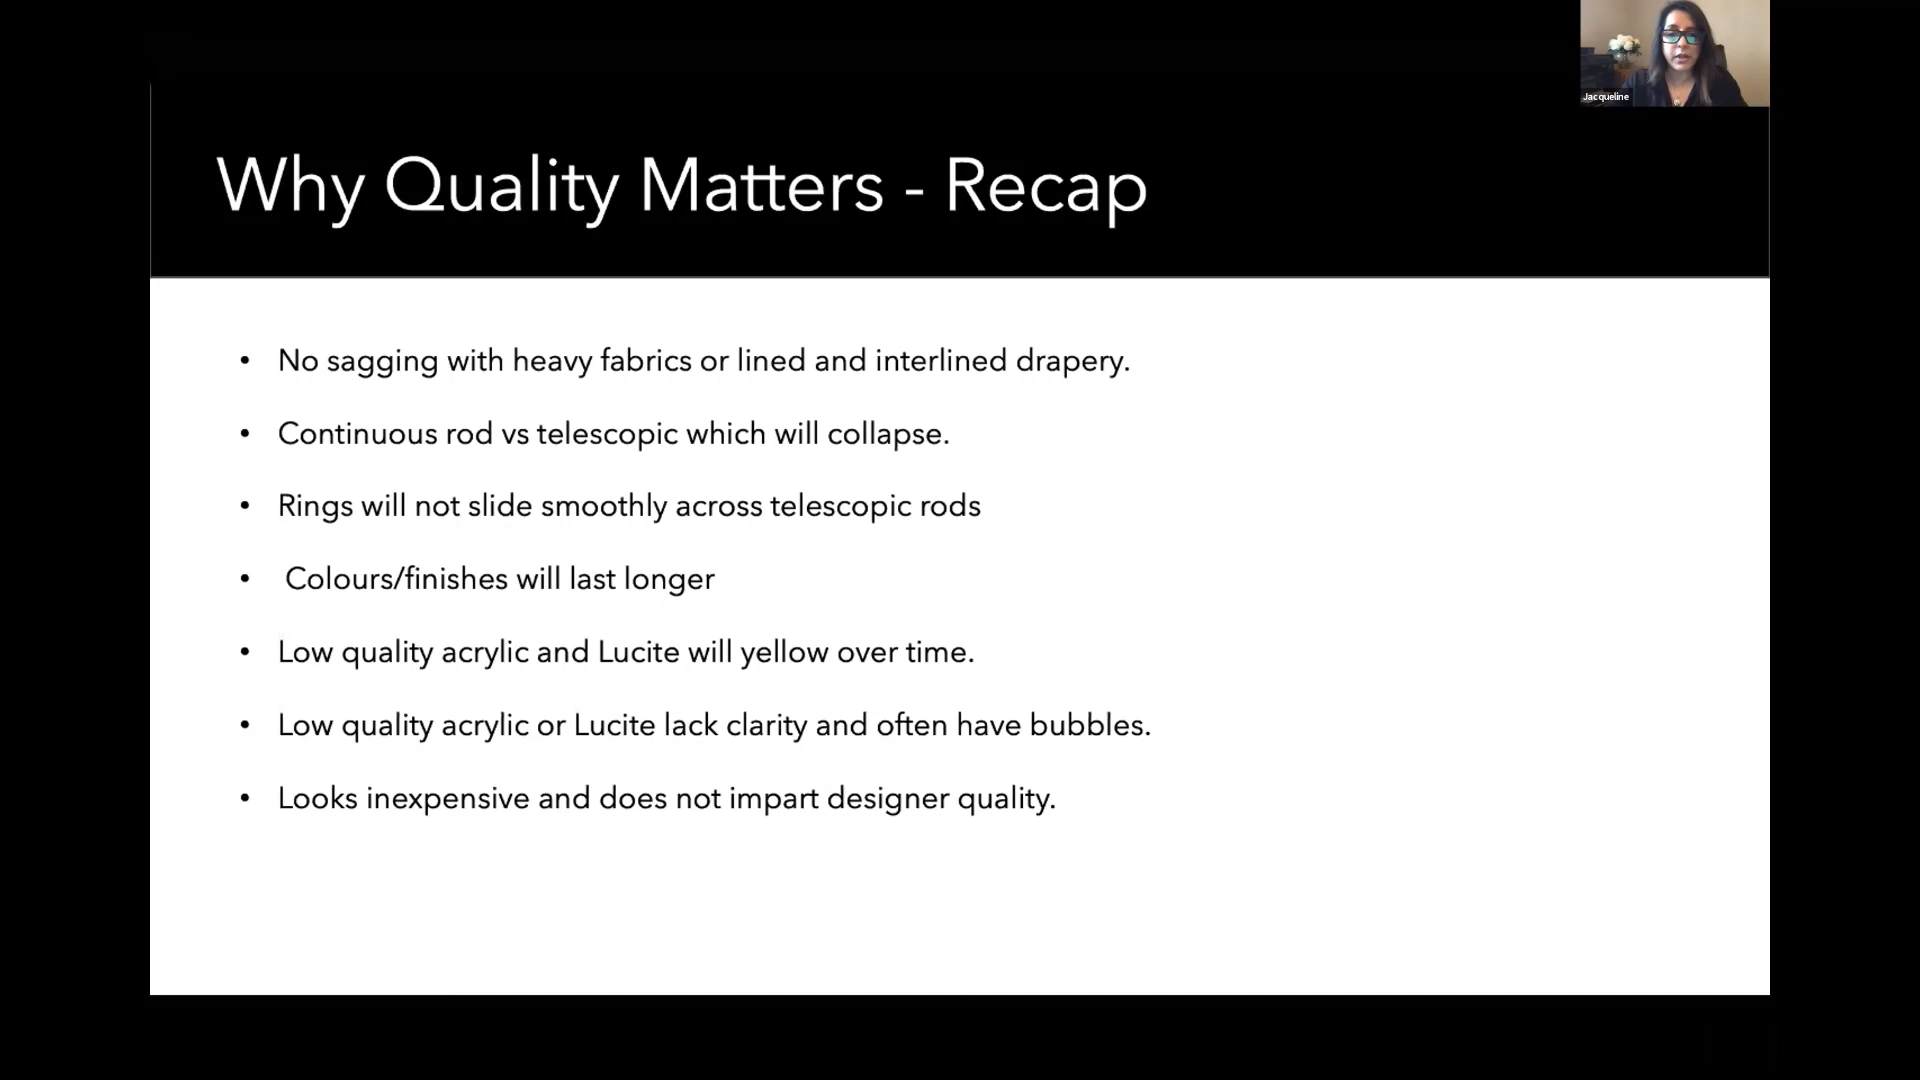 Jacqueline
Why Quality Matters - Recap
• No sagging with heavy fabrics or lined and interlined drapery.
• Continuous rod vs telescopic which will collapse.
• Rings will not slide smoothly across telescopic rods
• Colours/finishes will last longer
• Low quality acrylic and Lucite will yellow over time.
• Low quality acrylic or Lucite lack clarity and often have bubbles.
• Looks inexpensive and does not impart designer quality.